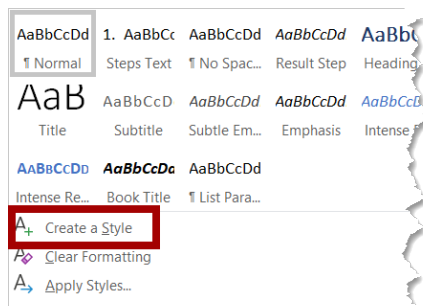 AaBbCcDd 1. AaBbCc AaBbCcDd AaBbCcDd AaBb
¶ Normal Steps Text ¶ No Spac... Result Step Heading
AaB AaBbCcD AaBbCcDd AaBbCcDd AaBbCcD
Title Subtitle Subtle Em... Emphasis Intense
AaBbCcDd AaBbCcDd AaBbCcDd
Intense Re... Book Title ¶ List Para...
Create a Style
Clear Formatting
Apply Styles...